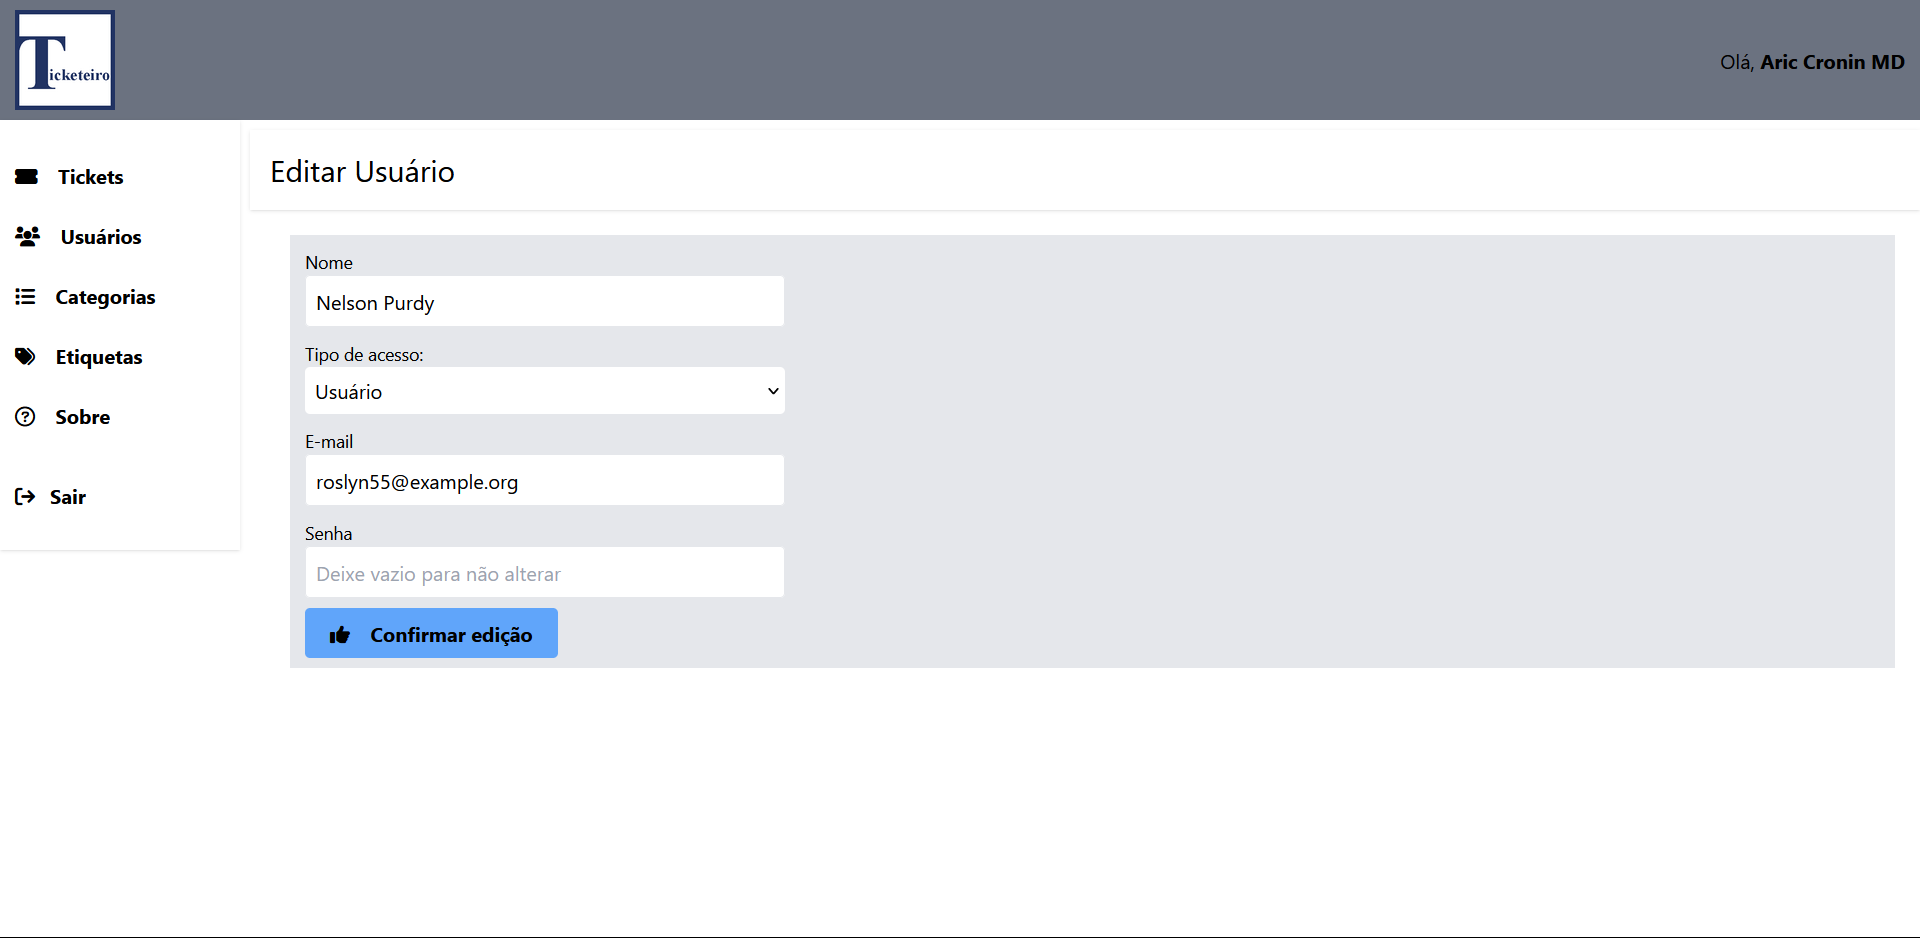 Ticketeiro
Olá, Aric Cronin MD
Tickets
Usuários
Categorias
Etiquetas
Sobre
Sair
Editar Usuário
Nome
Nelson Purdy
Tipo de acesso:
Usuário
E-mail
roslyn55@example.org
Senha
Deixe vazio para não alterar
Confirmar edição